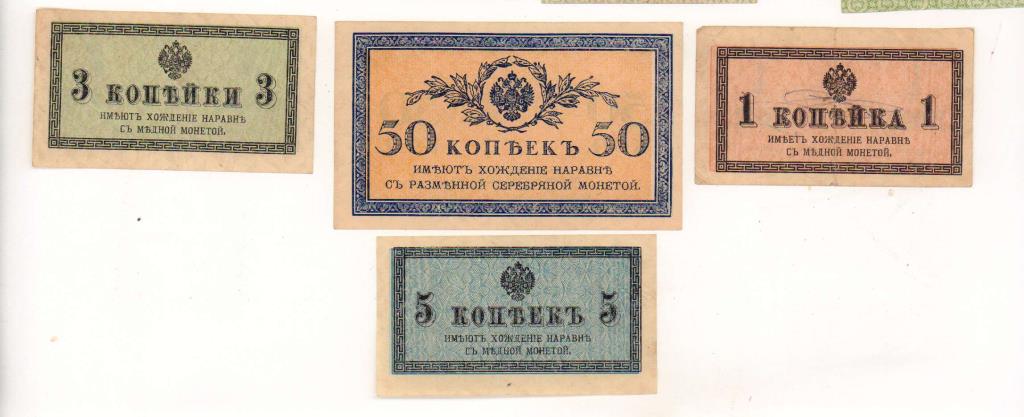 3 КОПѢЙКИ 3
ИМѢЮТЪ ХОЖДЕНІЕ НАРАВНѢ
СЪ МѢДНОЙ МОНЕТОЙ.
50 КОПѢЕКЪ 50
ИМѢЮТЪ ХОЖДЕНІЕ НАРАВНѢ
СЪ РАЗМѢННОЙ СЕРЕБРЯНОЙ МОНЕТОЙ.
1 КОПѢЙКА 1
ИМѢЕТЪ ХОЖДЕНІЕ НАРАВНѢ
СЪ МѢДНОЙ МОНЕТОЙ.
5 КОПѢЕКЪ 5
ИМѢЮТЪ ХОЖДЕНІЕ НАРАВНѢ
СЪ МѢДНОЙ МОНЕТОЙ.